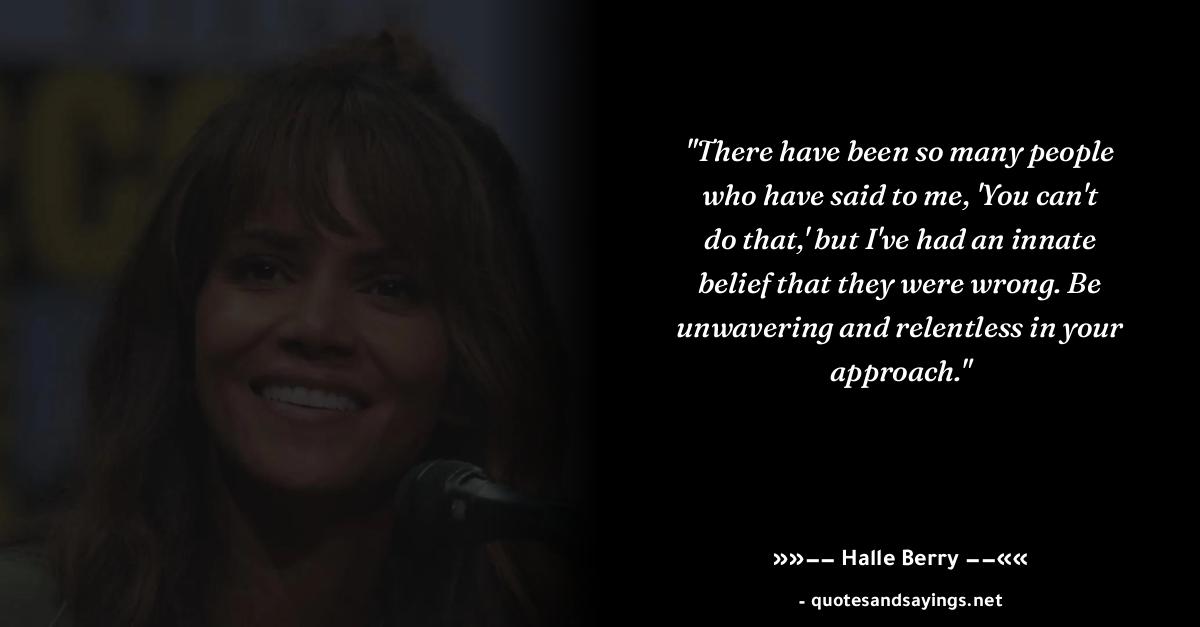 "There have been so many people
who have said to me, 'You can't
do that,' but I've had an innate
belief that they were wrong. Be
unwavering and relentless in your
approach."
»»−− Halle Berry −−««
- quotesandsayings.net